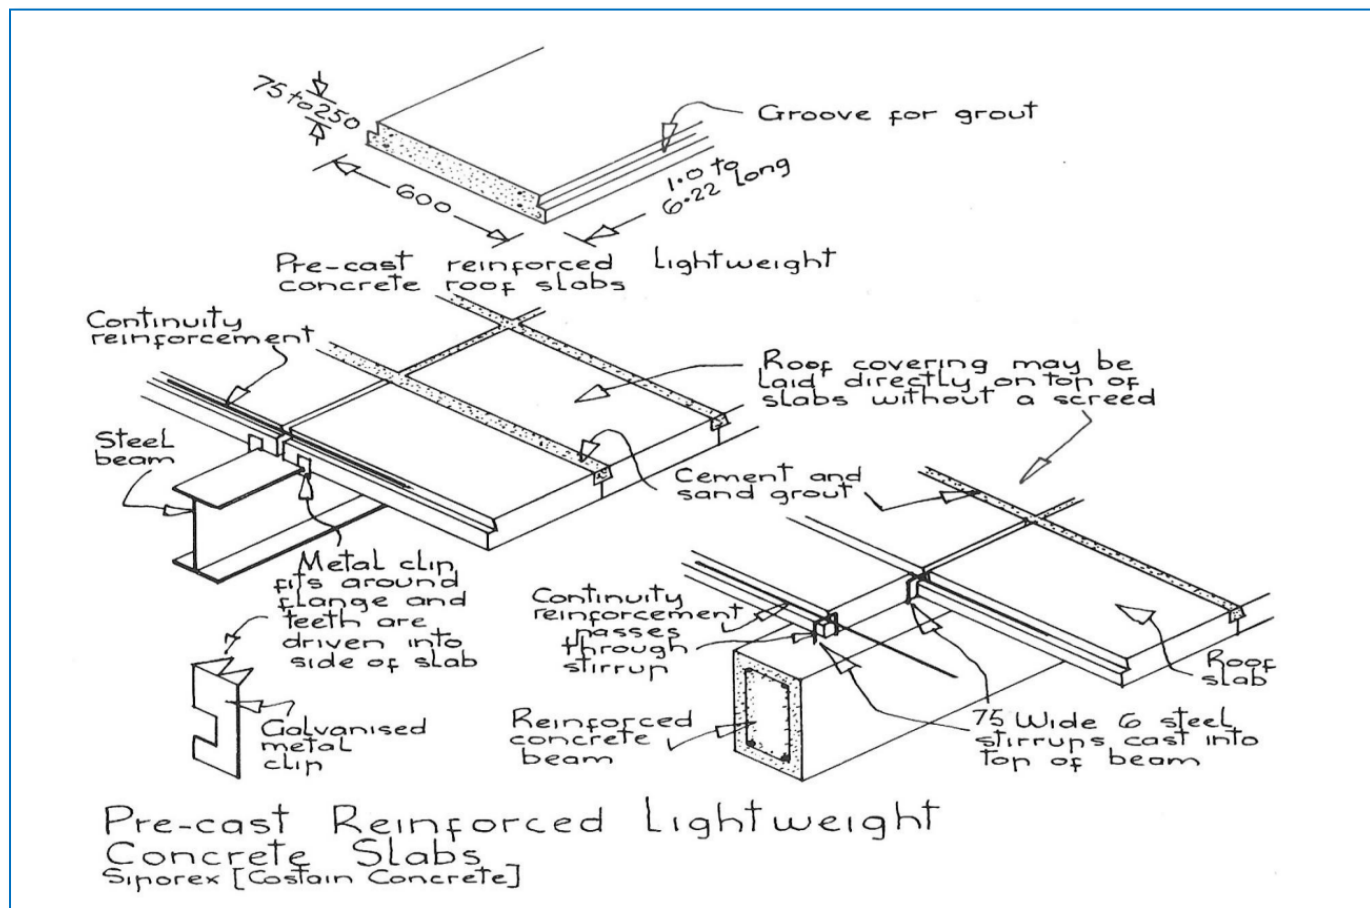 75 to 250
Groove for grout
600
1.0 to
6.22 long
Pre-cast reinforced lightweight
concrete roof slabs
Continuity
reinforcement
Roof covering may be
laid directly on top of
slabs without a screed
Steel
beam
Cement and
sand grout
Metal clip
fits around
flange and
teeth are
driven into
side of slab
Continuity
reinforcement
passes
through
stirrup
Roof
slab
Galvanised
metal
clip
Reinforced
concrete
beam
75 Wide 6 steel
stirrups cast into
top of beam
Pre-cast Reinforced Lightweight
Concrete Slabs
Siporex [Costain Concrete]